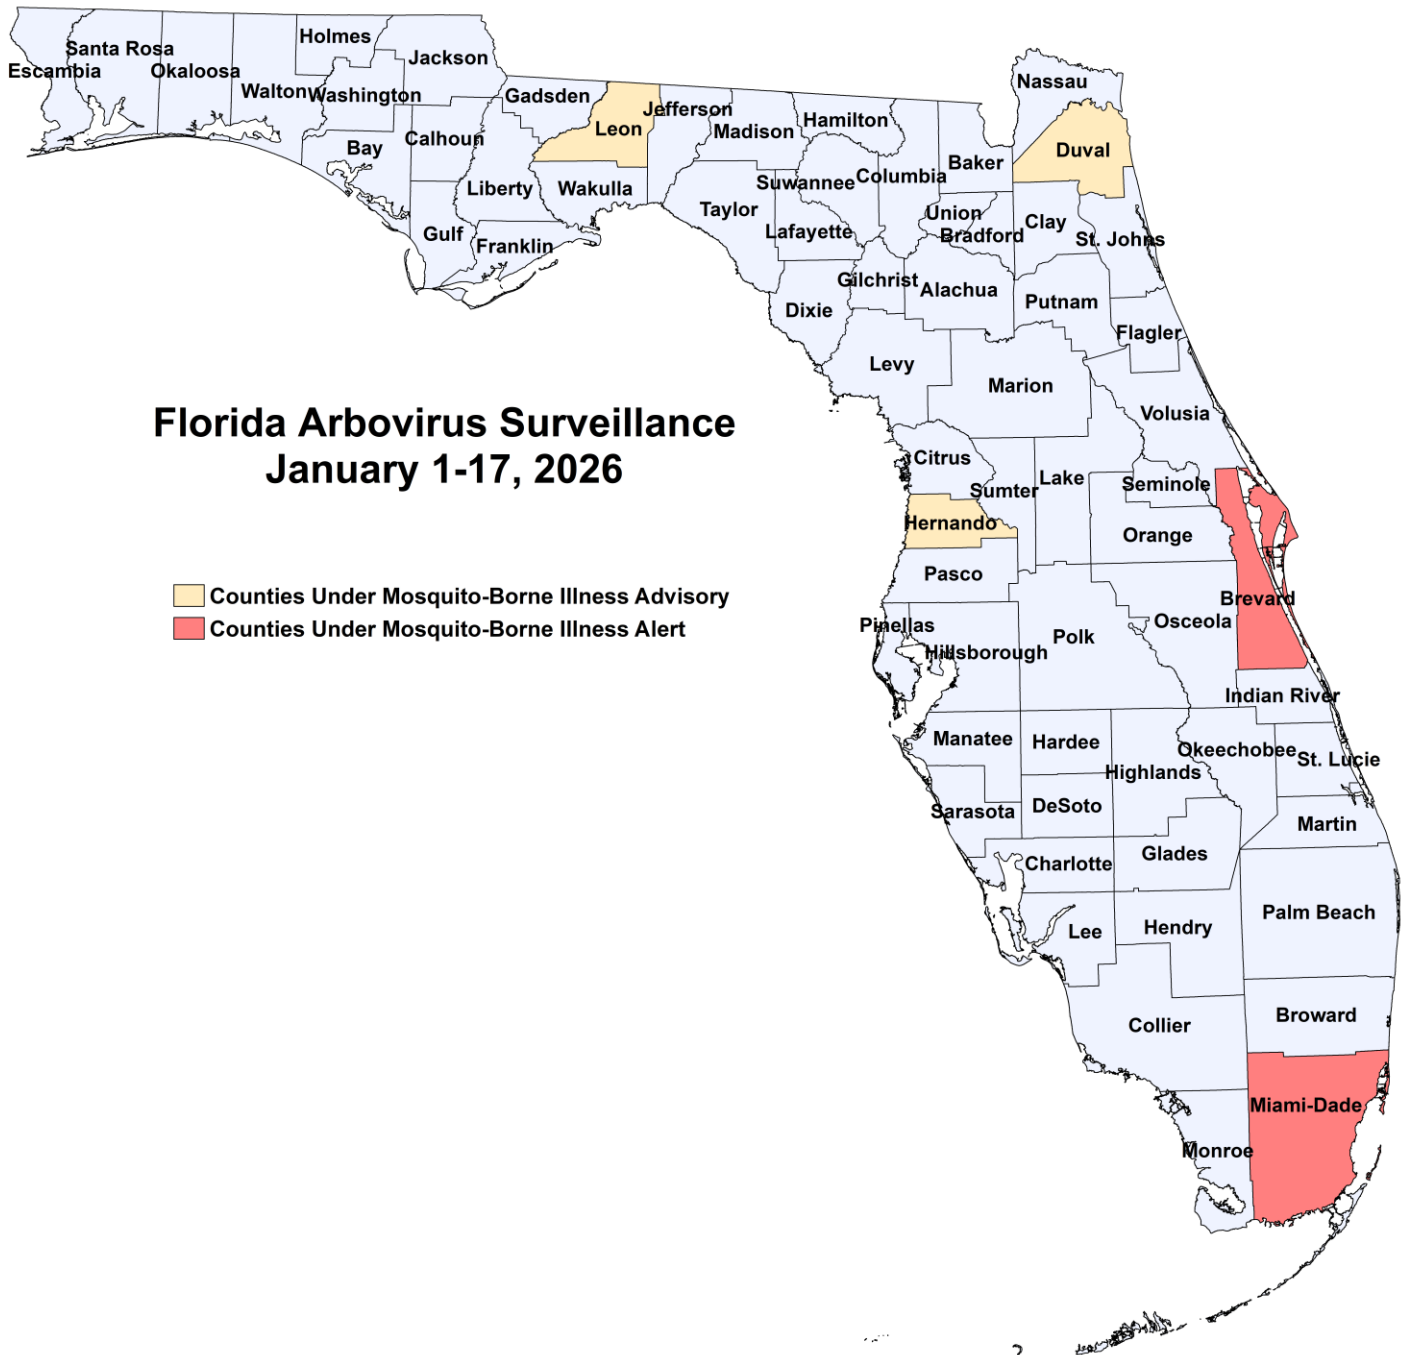 Holmes
Santa Rosa
Jackson
Escambia
Okaloosa
Walton
Washington
Gadsden
Jefferson
Leon
Madison
Hamilton
Nassau
Calhoun
Bay
Duval
Baker
Columbia
Suwannee
Liberty
Wakulla
Taylor
Union
Clay
Lafayette
Bradford
St. Johns
Gulf
Franklin
Gilchrist
Alachua
Dixie
Putnam
Flagler
Levy
Marion
Volusia
Florida Arbovirus Surveillance
January 1-17, 2026
Citrus
Sumter
Lake
Seminole
Hernando
Orange
Pasco
Counties Under Mosquito-Borne Illness Advisory
Counties Under Mosquito-Borne Illness Alert
Brevard
Osceola
Pinellas
Hillsborough
Polk
Indian River
Manatee
Hardee
Okeechobee
St. Lucie
Highlands
Sarasota
DeSoto
Martin
Charlotte
Glades
Palm Beach
Lee
Hendry
Collier
Broward
Miami-Dade
Monroe